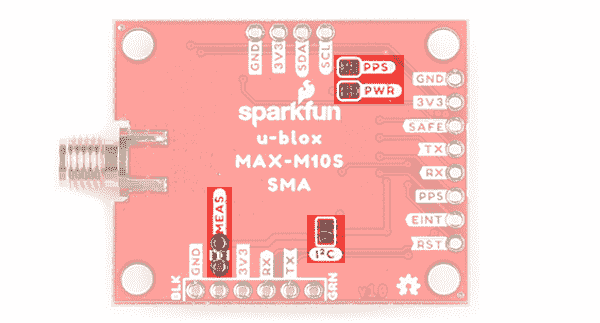 GND
3V3
SDA
SCL
PPS
PWR
sparkfun
u-blox
MAX-M10S
SMA
GND
3V3
SAFE
TX
RX
PPS
EINT
RST
MEAS
I²C
BLK
GND
3V3
RX
TX
GRN
v10